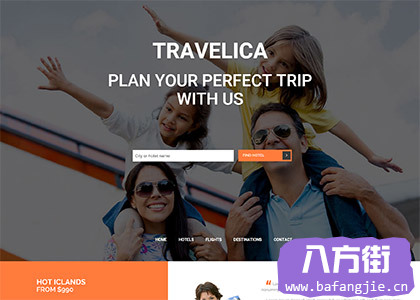 TRAVELICA
PLAN YOUR PERFECT TRIP
WITH US
City or hotel name
FIND HOTEL
HOME HOTELS FLIGHTS DESTINATIONS CONTACT
HOT ICLANDS
FROM $990
八方街
www.bafangjie.cn